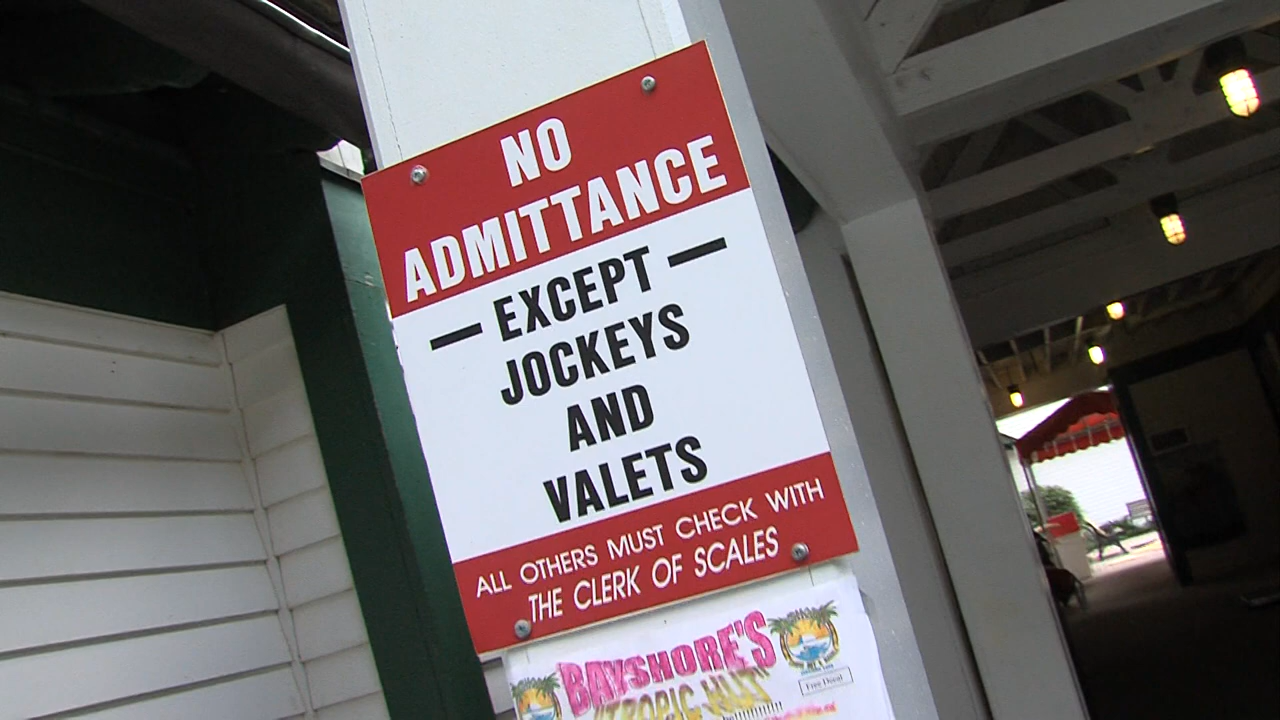 NO
ADMITTANCE
— EXCEPT —
JOCKEYS
AND
VALETS
ALL OTHERS MUST CHECK WITH
THE CLERK OF SCALES
BAYSHORE'S
"TROPIC HUT"